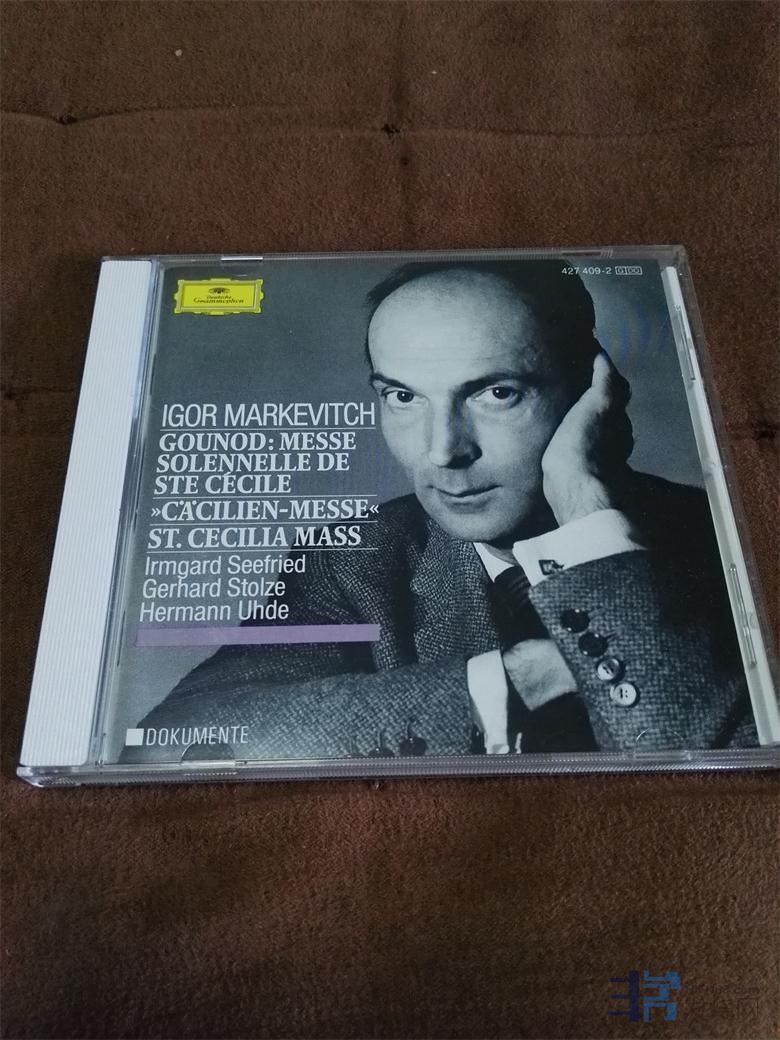 427 409-2 GDG
Deutsche
Grammophon
IGOR MARKEVITCH
GOUNOD: MESSE
SOLENNELLE DE
STE CÉCILE
»CÄCILIEN-MESSE«
ST. CECILIA MASS
Irmgard Seefried
Gerhard Stolze
Hermann Uhde
DOKUMENTE